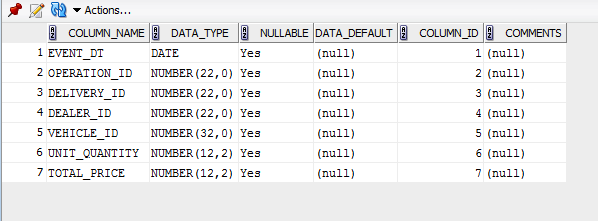 Actions...
COLUMN_NAME DATA_TYPE NULLABLE DATA_DEFAULT COLUMN_ID COMMENTS
1 EVENT_DT DATE Yes (null) 1 (null)
2 OPERATION_ID NUMBER(22,0) Yes (null) 2 (null)
3 DELIVERY_ID NUMBER(22,0) Yes (null) 3 (null)
4 DEALER_ID NUMBER(22,0) Yes (null) 4 (null)
5 VEHICLE_ID NUMBER(32,0) Yes (null) 5 (null)
6 UNIT_QUANTITY NUMBER(12,2) Yes (null) 6 (null)
7 TOTAL_PRICE NUMBER(12,2) Yes (null) 7 (null)